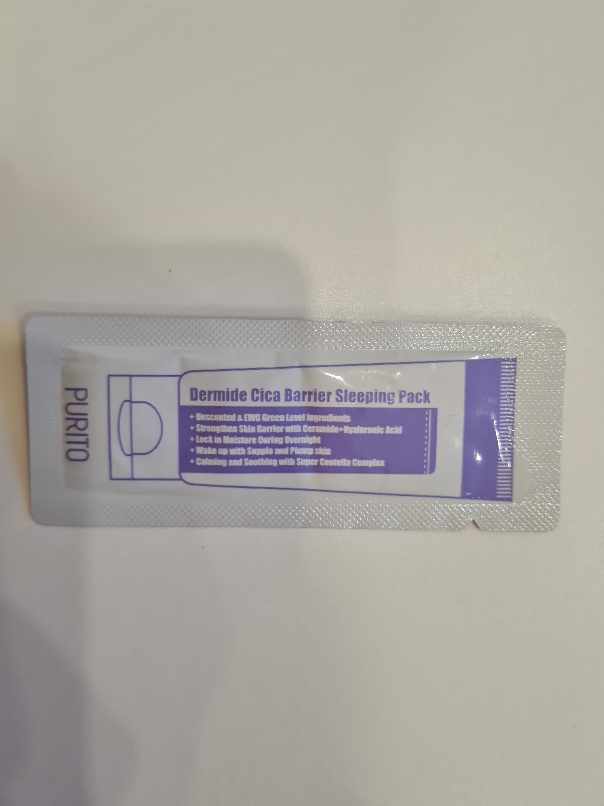 PURITO
Dermide Cica Barrier Sleeping Pack
• Unscented & EWG Green Level Ingredients
• Strengthen Skin Barrier with Ceramide+Hyaluronic Acid
• Lock in Moisture During Overnight
• Wake up with Supple and Plump skin
• Calming and Soothing with Super Centella Complex